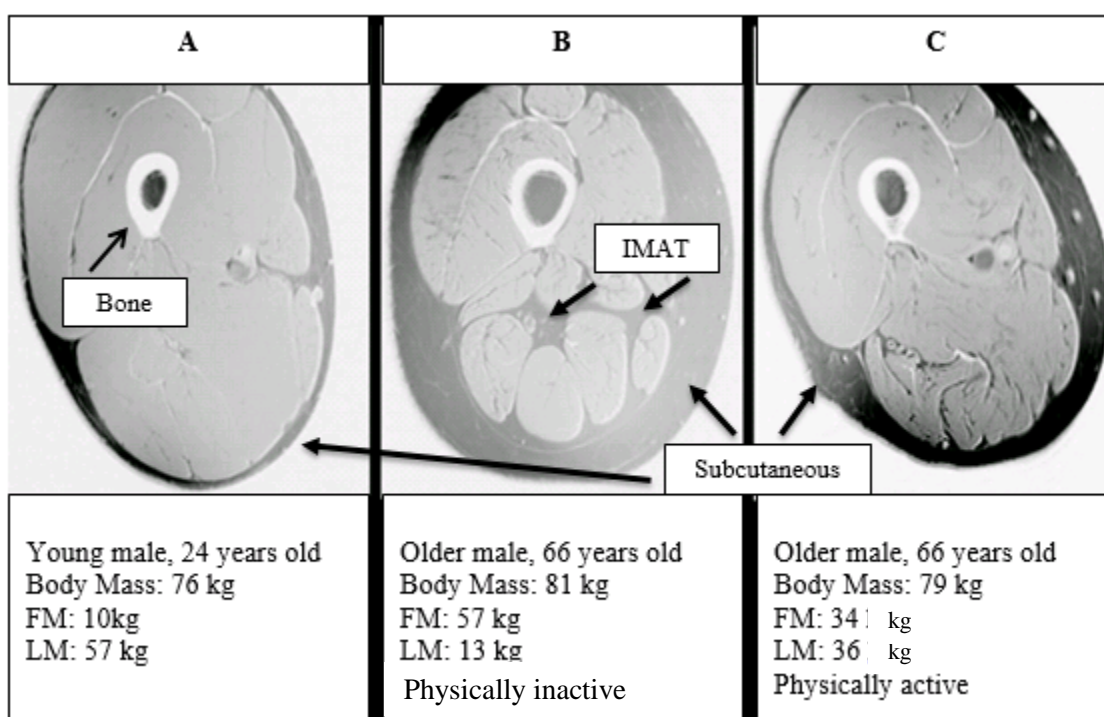 A
B
C
Bone
IMAT
Subcutaneous
Young male, 24 years old
Body Mass: 76 kg
FM: 10kg
LM: 57 kg
Older male, 66 years old
Body Mass: 81 kg
FM: 57 kg
LM: 13 kg
Physically inactive
Older male, 66 years old
Body Mass: 79 kg
FM: 34 kg
LM: 36 kg
Physically active